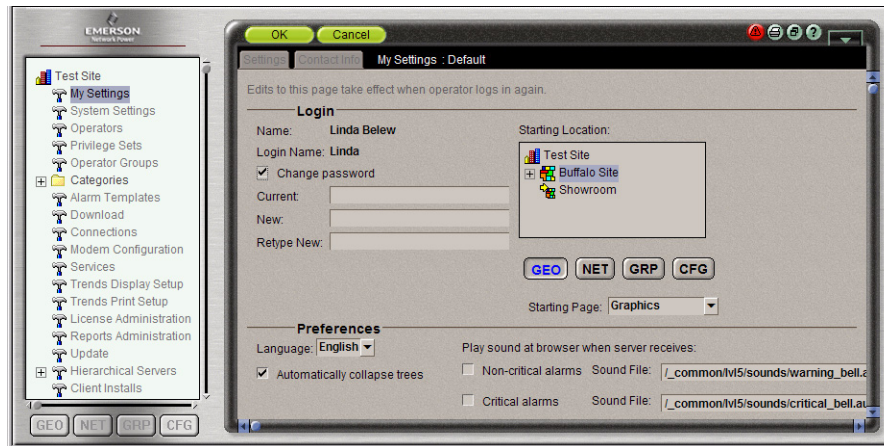 EMERSON
Network Power
Test Site
My Settings
System Settings
Operators
Privilege Sets
Operator Groups
Categories
Alarm Templates
Download
Connections
Modem Configuration
Services
Trends Display Setup
Trends Print Setup
License Administration
Reports Administration
Update
Hierarchical Servers
Client Installs
GEO NET GRP CFG
OK Cancel
Settings Contact Info My Settings : Default
Edits to this page take effect when operator logs in again.
Login
Name: Linda Belew
Login Name: Linda
Change password
Current:
New:
Retype New:
Starting Location:
Test Site
Buffalo Site
Showroom
GEO NET GRP CFG
Starting Page: Graphics
Preferences
Language: English
Automatically collapse trees
Play sound at browser when server receives:
Non-critical alarms Sound File: /_common/lvl5/sounds/warning_bell.a
Critical alarms Sound File: /_common/lvl5/sounds/critical_bell.au